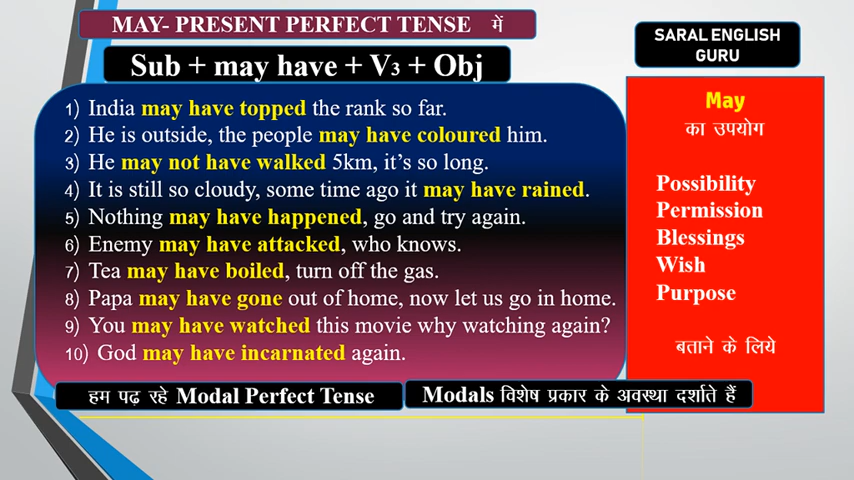 MAY- PRESENT PERFECT TENSE में
SARAL ENGLISH
GURU
Sub + may have + V3 + Obj
1) India may have topped the rank so far.
2) He is outside, the people may have coloured him.
3) He may not have walked 5km, it's so long.
4) It is still so cloudy, some time ago it may have rained.
5) Nothing may have happened, go and try again.
6) Enemy may have attacked, who knows.
7) Tea may have boiled, turn off the gas.
8) Papa may have gone out of home, now let us go in home.
9) You may have watched this movie why watching again?
10) God may have incarnated again.
May
का उपयोग
Possibility
Permission
Blessings
Wish
Purpose
बताने के लिये
हम पढ़ रहे Modal Perfect Tense
Modals विशेष प्रकार के अवस्था दर्शाते हैं